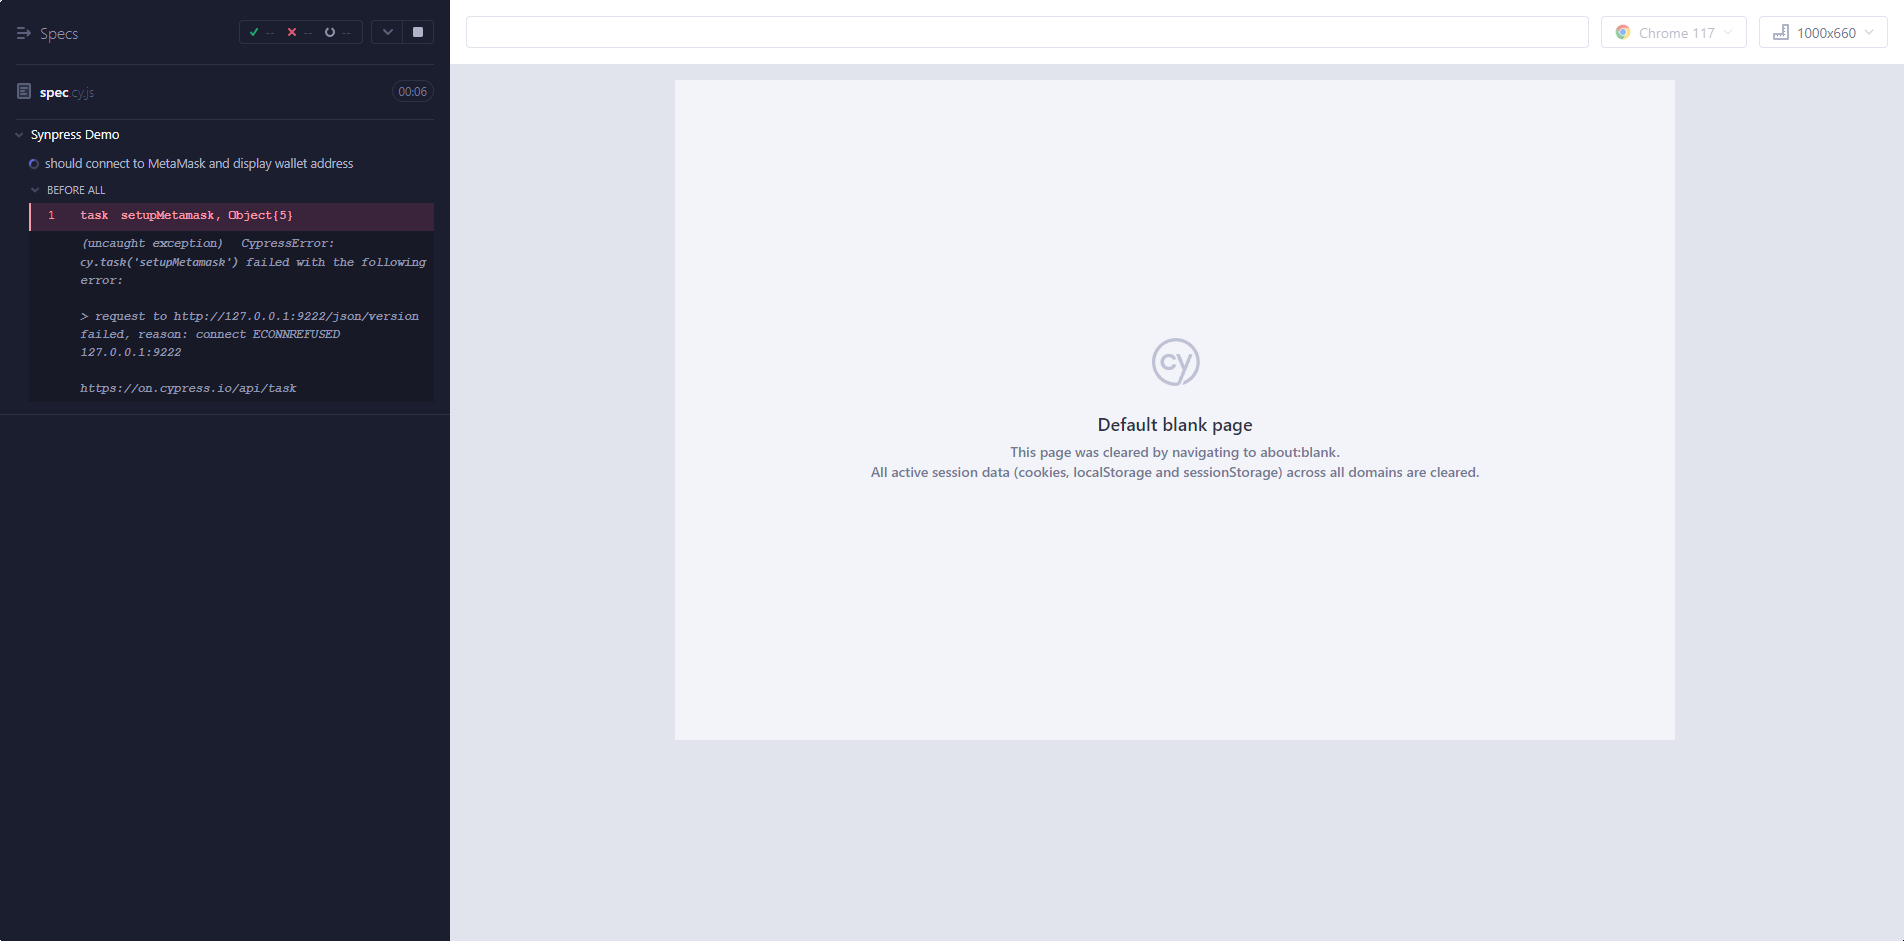 Specs
-- -- --
spec.cy.js
00:06
Synpress Demo
should connect to MetaMask and display wallet address
BEFORE ALL
1 task setupMetamask, Object{5}
(uncaught exception) CypressError:
cy.task('setupMetamask') failed with the following
error:
> request to http://127.0.0.1:9222/json/version
failed, reason: connect ECONNREFUSED
127.0.0.1:9222
https://on.cypress.io/api/task
Chrome 117
1000x660
cy
Default blank page
This page was cleared by navigating to about:blank.
All active session data (cookies, localStorage and sessionStorage) across all domains are cleared.